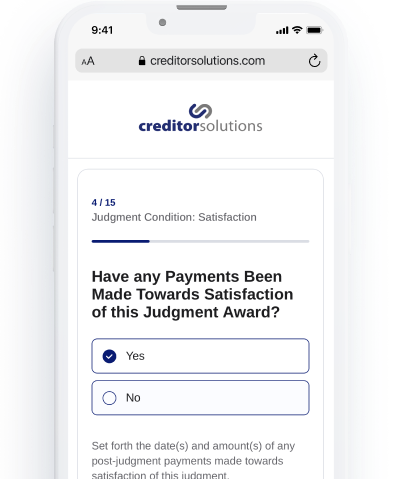 9:41
AA creditorsolutions.com
creditorsolutions
4 / 15
Judgment Condition: Satisfaction
Have any Payments Been
Made Towards Satisfaction
of this Judgment Award?
Yes
No
Set forth the date(s) and amount(s) of any
post-judgment payments made towards
satisfaction of this judgment.